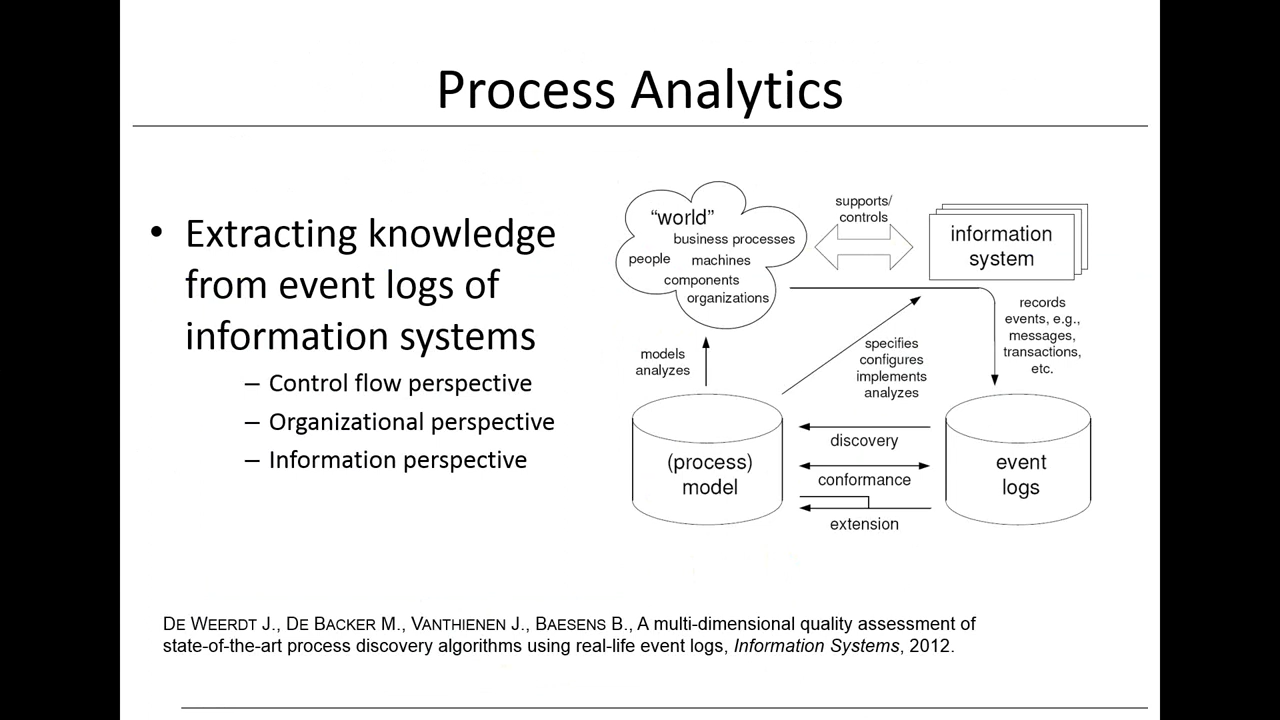 Process Analytics
• Extracting knowledge
from event logs of
information systems
– Control flow perspective
– Organizational perspective
– Information perspective
“world”
business processes
people machines
components
organizations
supports/
controls
information
system
models
analyzes
specifies
configures
implements
analyzes
records
events, e.g.,
messages,
transactions,
etc.
(process)
model
discovery
conformance
extension
event
logs
DE WEERDT J., DE BACKER M., VANTHIENEN J., BAESENS B., A multi-dimensional quality assessment of
state-of-the-art process discovery algorithms using real-life event logs, Information Systems, 2012.